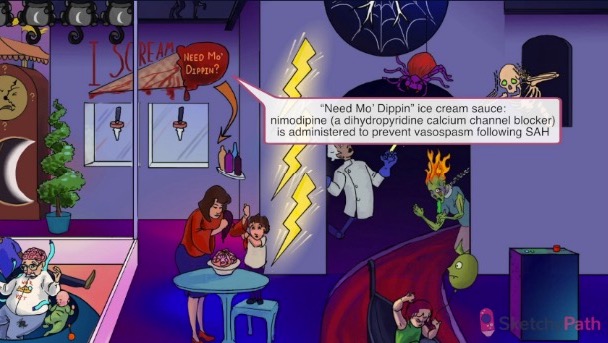 I SCREAM
NEED MO'
DIPPIN?
"Need Mo' Dippin" ice cream sauce:
nimodipine (a dihydropyridine calcium channel blocker)
is administered to prevent vasospasm following SAH
SketchyPath